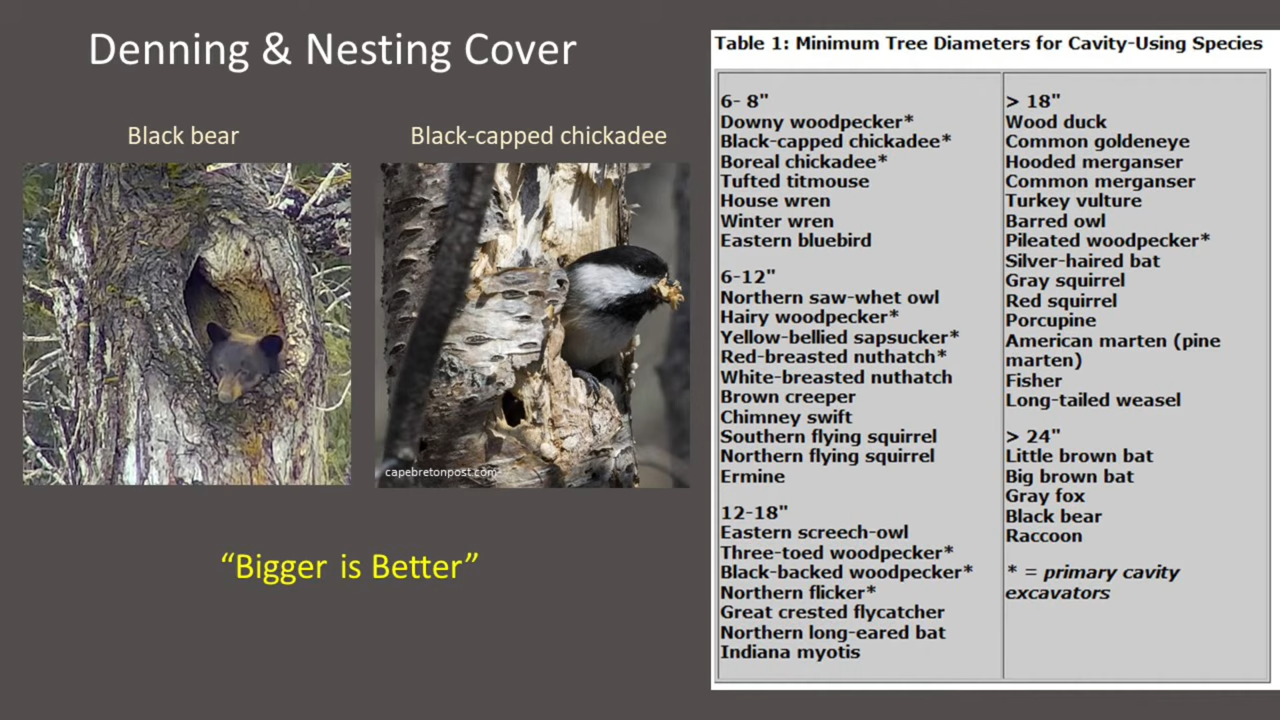 Denning & Nesting Cover
Black bear
Black-capped chickadee
capebretonpost.com
“Bigger is Better”
Table 1: Minimum Tree Diameters for Cavity-Using Species
6- 8"
Downy woodpecker*
Black-capped chickadee*
Boreal chickadee*
Tufted titmouse
House wren
Winter wren
Eastern bluebird
6-12"
Northern saw-whet owl
Hairy woodpecker*
Yellow-bellied sapsucker*
Red-breasted nuthatch*
White-breasted nuthatch
Brown creeper
Chimney swift
Southern flying squirrel
Northern flying squirrel
Ermine
12-18"
Eastern screech-owl
Three-toed woodpecker*
Black-backed woodpecker*
Northern flicker*
Great crested flycatcher
Northern long-eared bat
Indiana myotis
> 18"
Wood duck
Common goldeneye
Hooded merganser
Common merganser
Turkey vulture
Barred owl
Pileated woodpecker*
Silver-haired bat
Gray squirrel
Red squirrel
Porcupine
American marten (pine
marten)
Fisher
Long-tailed weasel
> 24"
Little brown bat
Big brown bat
Gray fox
Black bear
Raccoon
* = primary cavity
excavators